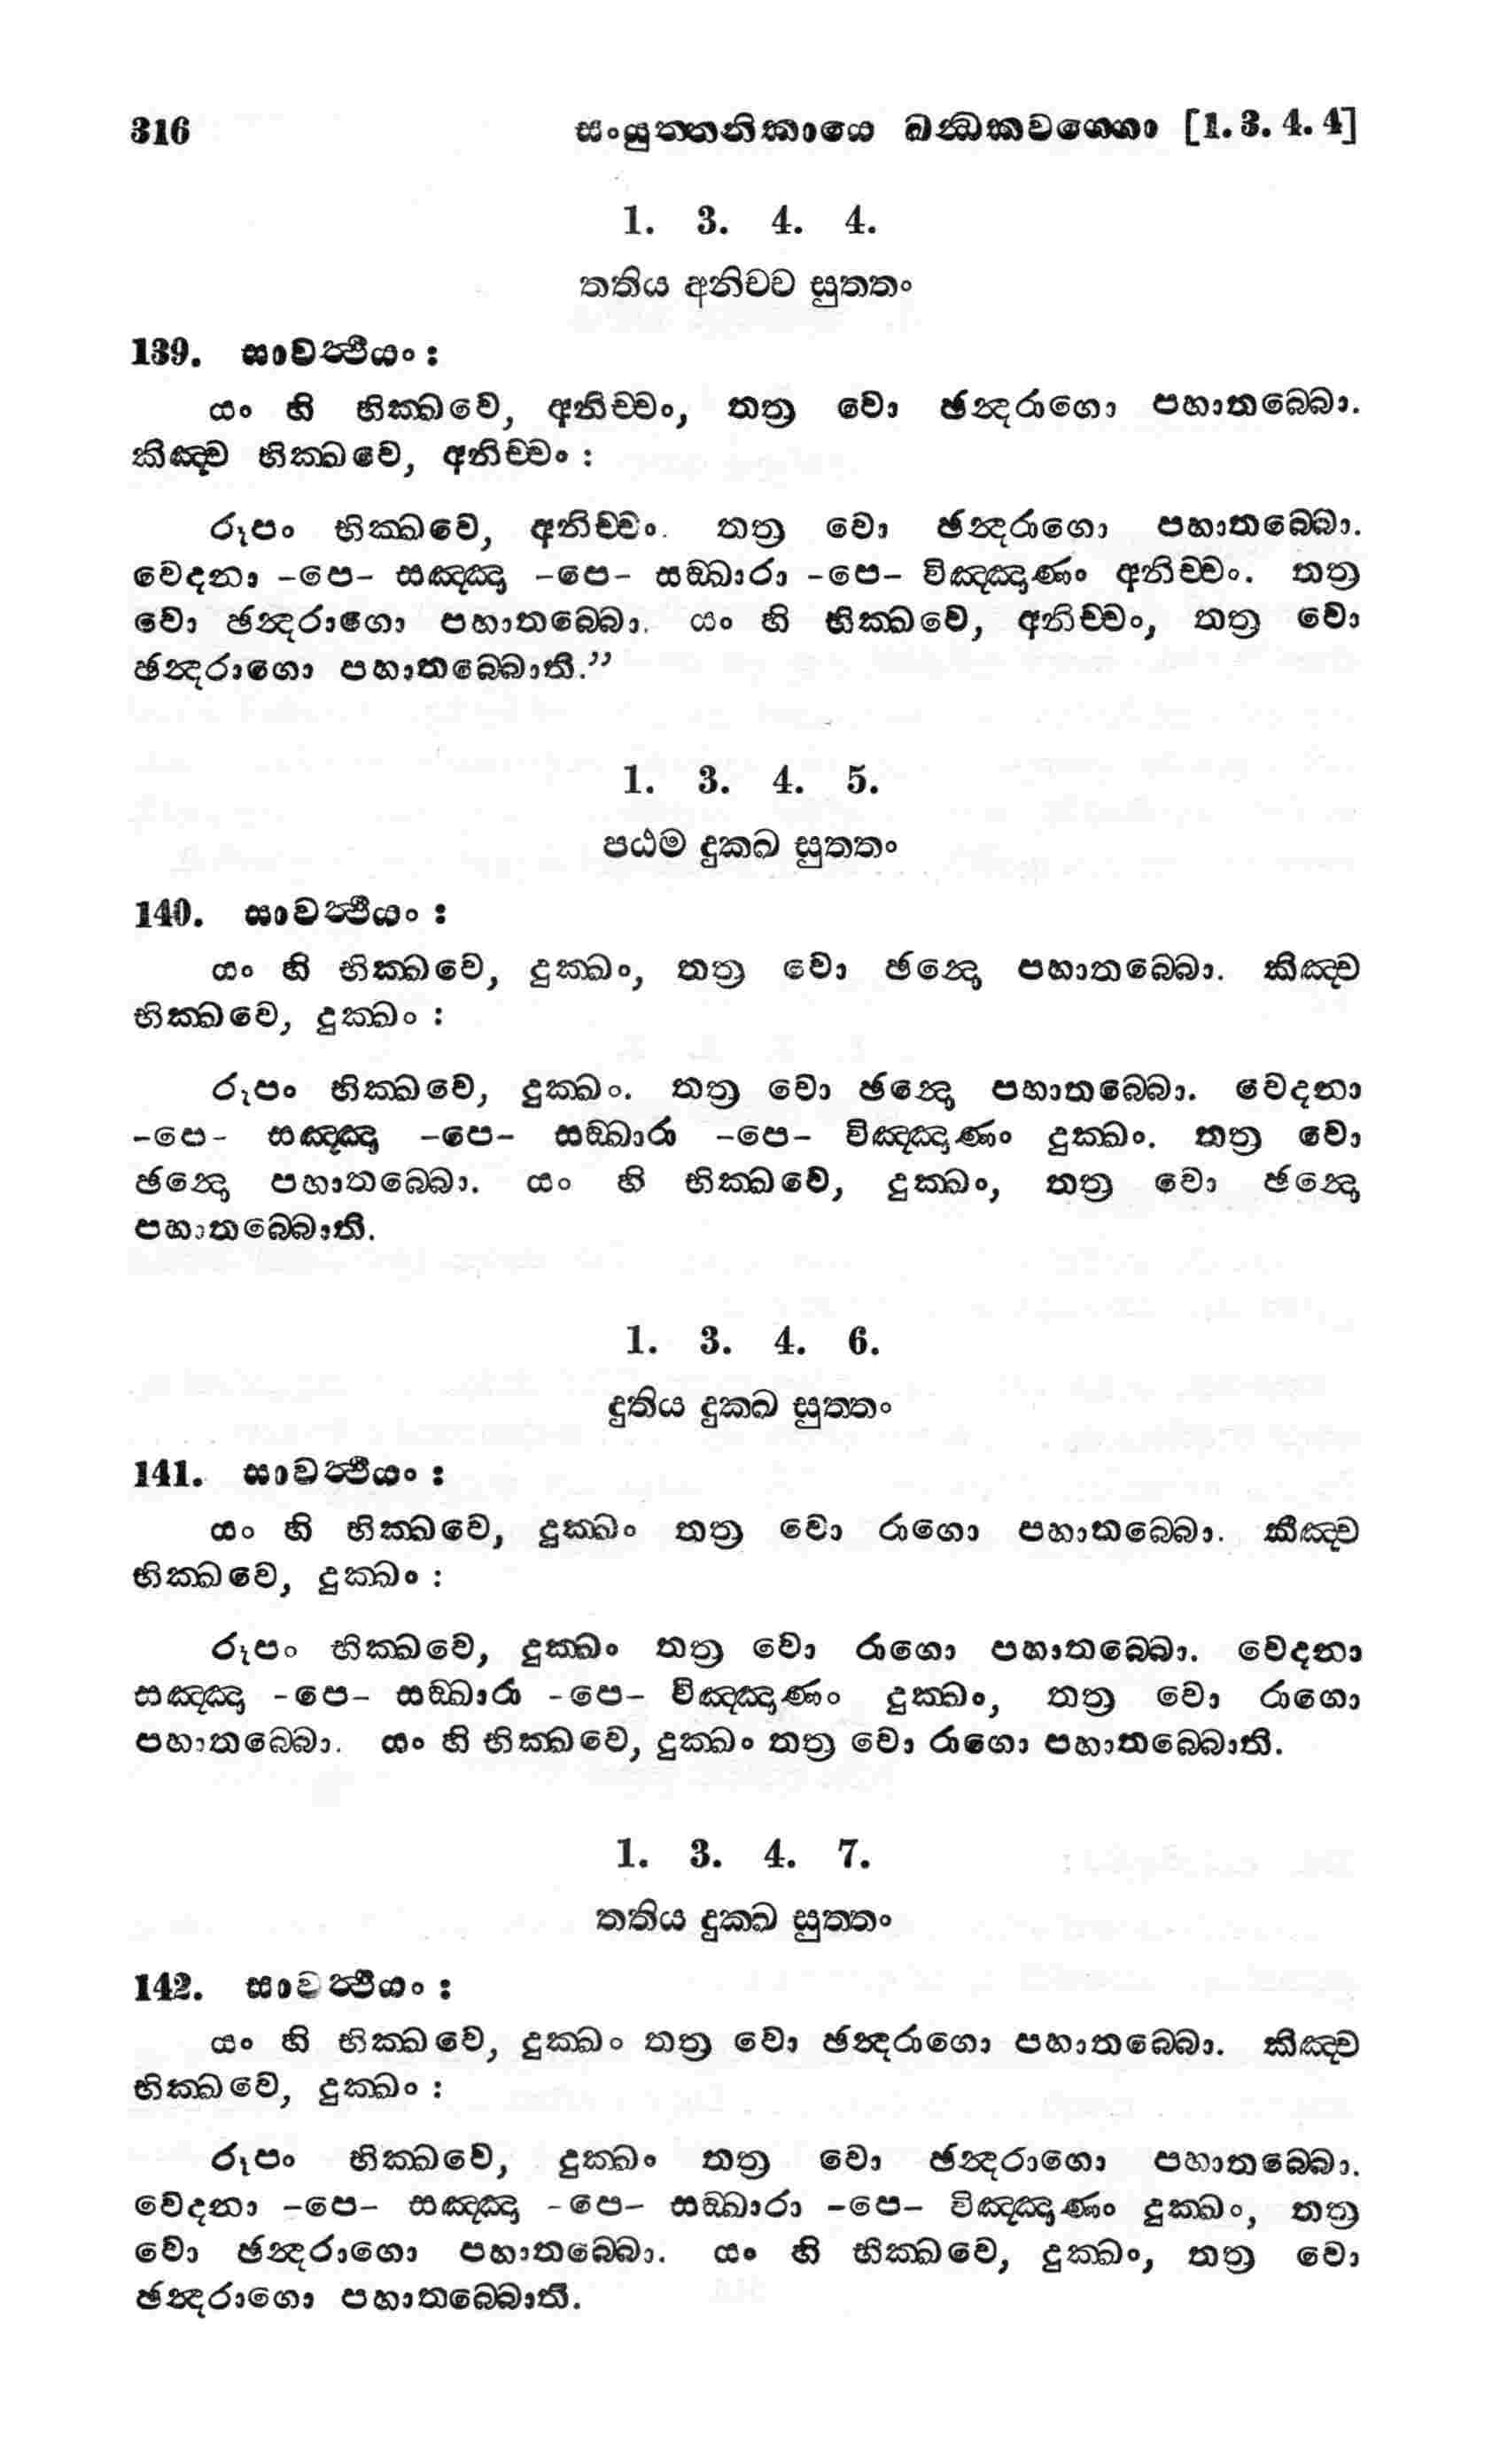 316 සංයුත්තනිකායෙ ඛන්ධකවග්ගො [1. 3. 4. 4]
1. 3. 4. 4.
තතිය අනිච්ච සුත්තං
139. සාවත්ථියං :
යං හි භික්ඛවෙ, අනිච්චං, තත්‍ර වො ඡන්දරාගො පහාතබ්බො.
කිඤ්ච භික්ඛවෙ, අනිච්චං :
රූපං භික්ඛවෙ, අනිච්චං. තත්‍ර වො ඡන්දරාගො පහාතබ්බො.
වෙදනා -පෙ- සඤ්ඤා -පෙ- සඞ්ඛාරා -පෙ- විඤ්ඤාණං අනිච්චං. තත්‍ර
වො ඡන්දරාගො පහාතබ්බො. යං හි භික්ඛවෙ, අනිච්චං, තත්‍ර වො
ඡන්දරාගො පහාතබ්බොති.”
1. 3. 4. 5.
පඨම දුක්ඛ සුත්තං
140. සාවත්ථියං :
යං හි භික්ඛවෙ, දුක්ඛං, තත්‍ර වො ඡන්දො පහාතබ්බො. කිඤ්ච
භික්ඛවෙ, දුක්ඛං :
රූපං භික්ඛවෙ, දුක්ඛං. තත්‍ර වො ඡන්දො පහාතබ්බො. වෙදනා
-පෙ- සඤ්ඤා -පෙ- සඞ්ඛාරා -පෙ- විඤ්ඤාණං දුක්ඛං. තත්‍ර වො
ඡන්දො පහාතබ්බො. යං හි භික්ඛවෙ, දුක්ඛං, තත්‍ර වො ඡන්දො
පහාතබ්බොති.
1. 3. 4. 6.
දුතිය දුක්ඛ සුත්තං
141. සාවත්ථියං :
යං හි භික්ඛවෙ, දුක්ඛං තත්‍ර වො රාගො පහාතබ්බො. කිඤ්ච
භික්ඛවෙ, දුක්ඛං :
රූපං භික්ඛවෙ, දුක්ඛං තත්‍ර වො රාගො පහාතබ්බො. වෙදනා
සඤ්ඤා -පෙ- සඞ්ඛාරා -පෙ- විඤ්ඤාණං දුක්ඛං, තත්‍ර වො රාගො
පහාතබ්බො. යං හි භික්ඛවෙ, දුක්ඛං තත්‍ර වො රාගො පහාතබ්බොති.
1. 3. 4. 7.
තතිය දුක්ඛ සුත්තං
142. සාවත්ථියං :
යං හි භික්ඛවෙ, දුක්ඛං තත්‍ර වො ඡන්දරාගො පහාතබ්බො. කිඤ්ච
භික්ඛවෙ, දුක්ඛං :
රූපං භික්ඛවෙ, දුක්ඛං තත්‍ර වො ඡන්දරාගො පහාතබ්බො.
වෙදනා -පෙ- සඤ්ඤා -පෙ- සඞ්ඛාරා -පෙ- විඤ්ඤාණං දුක්ඛං, තත්‍ර
වො ඡන්දරාගො පහාතබ්බො. යං හි භික්ඛවෙ, දුක්ඛං, තත්‍ර වො
ඡන්දරාගො පහාතබ්බොති.